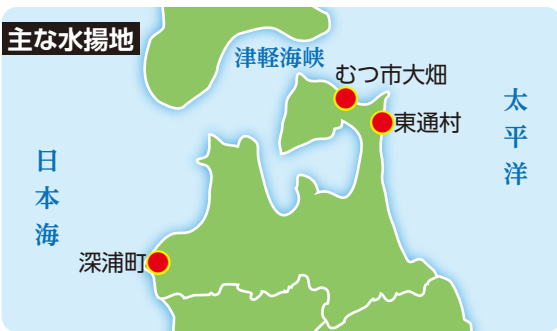 主な水揚地
津軽海峡
むつ市大畑
東通村
太平洋
日本海
深浦町